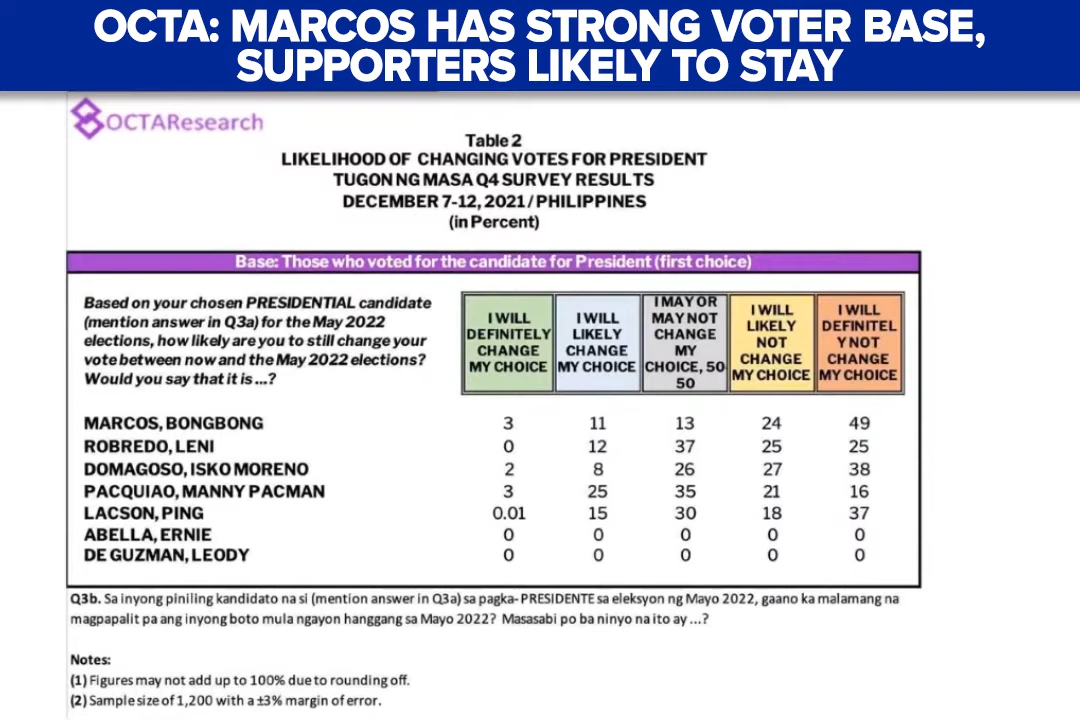 OCTA: MARCOS HAS STRONG VOTER BASE,
SUPPORTERS LIKELY TO STAY
OCTAResearch
Table 2
LIKELIHOOD OF CHANGING VOTES FOR PRESIDENT
TUGON NG MASA Q4 SURVEY RESULTS
DECEMBER 7-12, 2021 / PHILIPPINES
(in Percent)
Base: Those who voted for the candidate for President (first choice)
Based on your chosen PRESIDENTIAL candidate
(mention answer in Q3a) for the May 2022
elections, how likely are you to still change your
vote between now and the May 2022 elections?
Would you say that it is ...?
I WILL
DEFINITELY
CHANGE
MY CHOICE
I WILL
LIKELY
CHANGE
MY CHOICE
I MAY OR
MAY NOT
CHANGE
MY
CHOICE, 50
50
I WILL
LIKELY
NOT
CHANGE
MY CHOICE
I WILL
DEFINITEL
Y NOT
CHANGE
MY CHOICE
MARCOS, BONGBONG 3 11 13 24 49
ROBREDO, LENI 0 12 37 25 25
DOMAGOSO, ISKO MORENO 2 8 26 27 38
PACQUIAO, MANNY PACMAN 3 25 35 21 16
LACSON, PING 0.01 15 30 18 37
ABELLA, ERNIE 0 0 0 0 0
DE GUZMAN, LEODY 0 0 0 0 0
Q3b. Sa inyong piniling kandidato na si (mention answer in Q3a) sa pagka- PRESIDENTE sa eleksyon ng Mayo 2022, gaano ka malamang na
magpapalit pa ang inyong boto mula ngayon hanggang sa Mayo 2022? Masasabi po ba ninyo na ito ay ...?
Notes:
(1) Figures may not add up to 100% due to rounding off.
(2) Sample size of 1,200 with a ±3% margin of error.